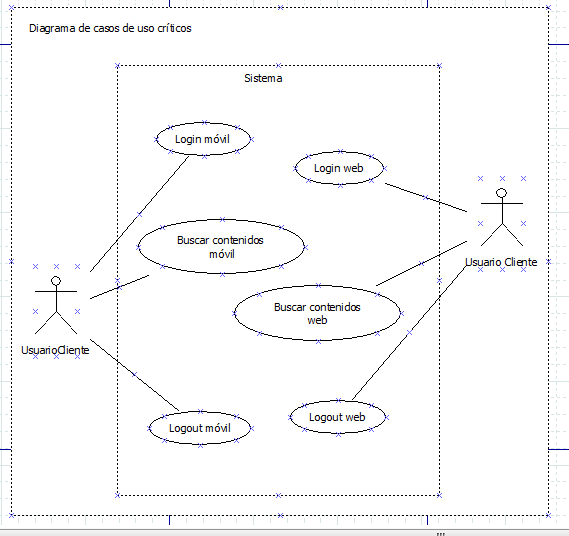 Diagrama de casos de uso críticos
Sistema
Login móvil
Login web
Buscar contenidos
móvil
Usuario Cliente
Buscar contenidos
web
UsuarioCliente
Logout web
Logout móvil